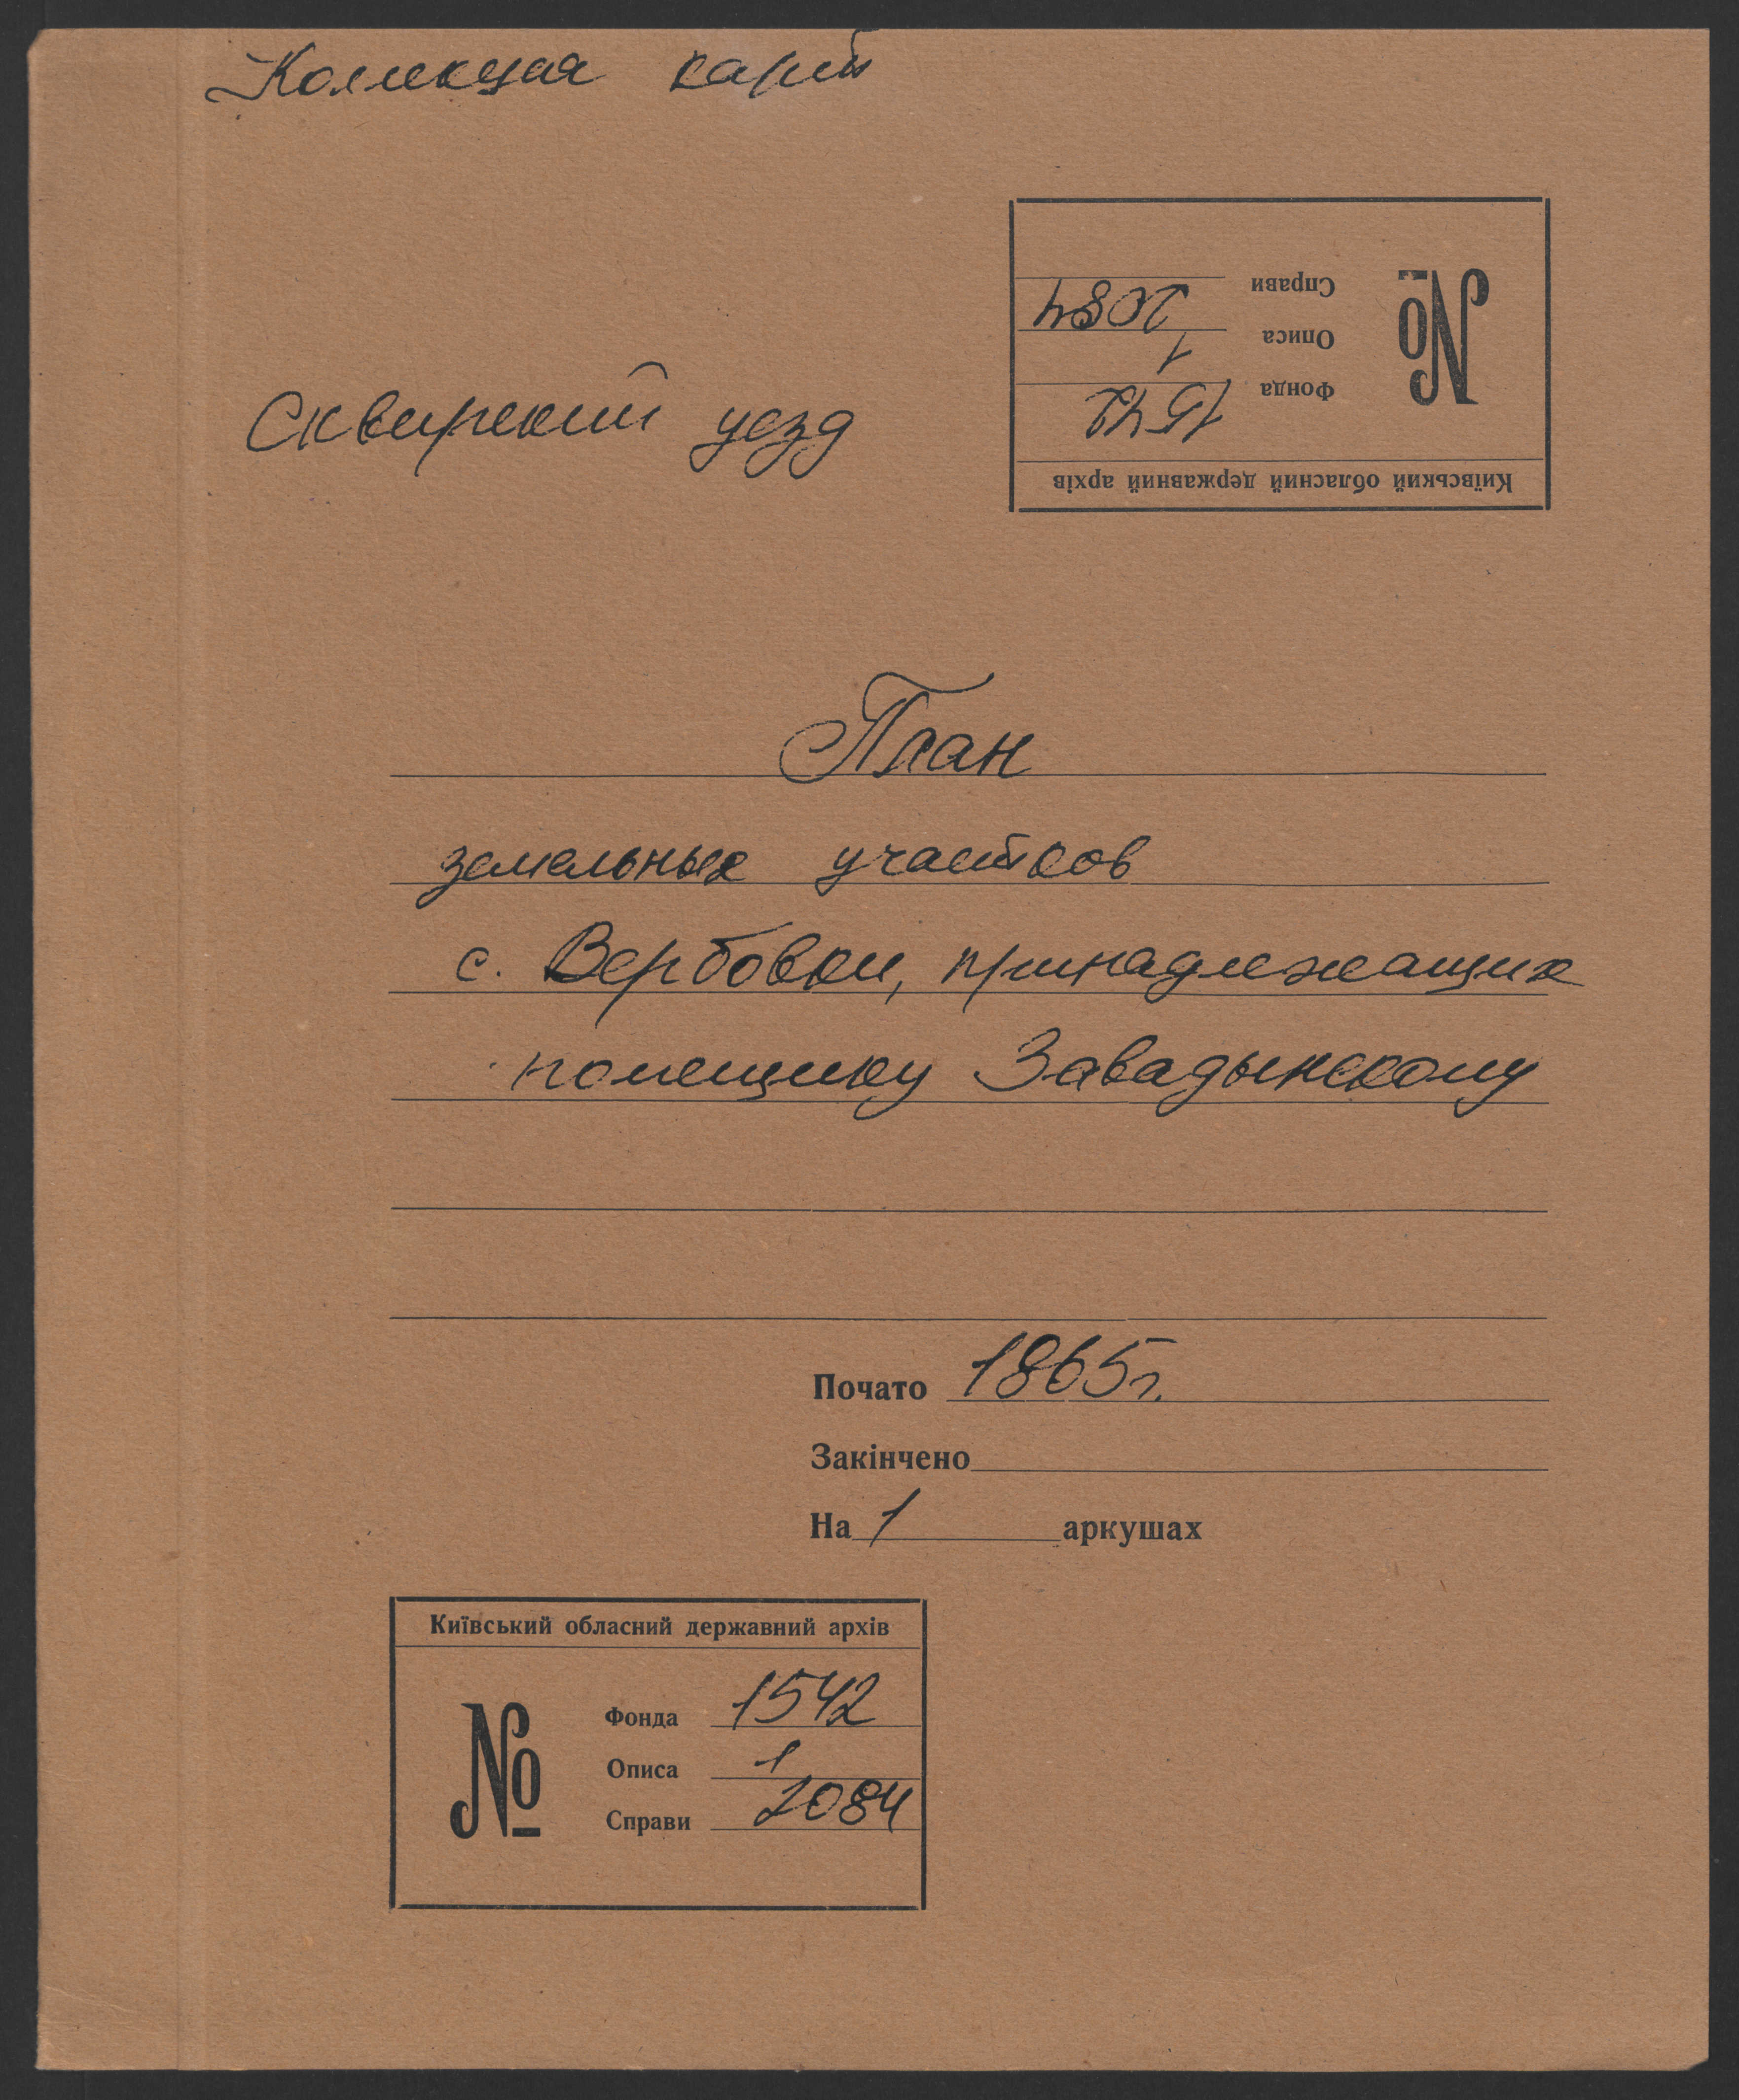 Коллекция карт
Київський обласний державний архів
№
Фонда 1542
Описа 1
Справи 2084
Сквирский уезд
План
земельных участков
с. Вербовки, принадлежащих
помещику Завадынскому
Почато 1865г.
Закінчено
На 1 аркушах
Київський обласний державний архів
№
Фонда 1542
Описа 1
Справи 2084